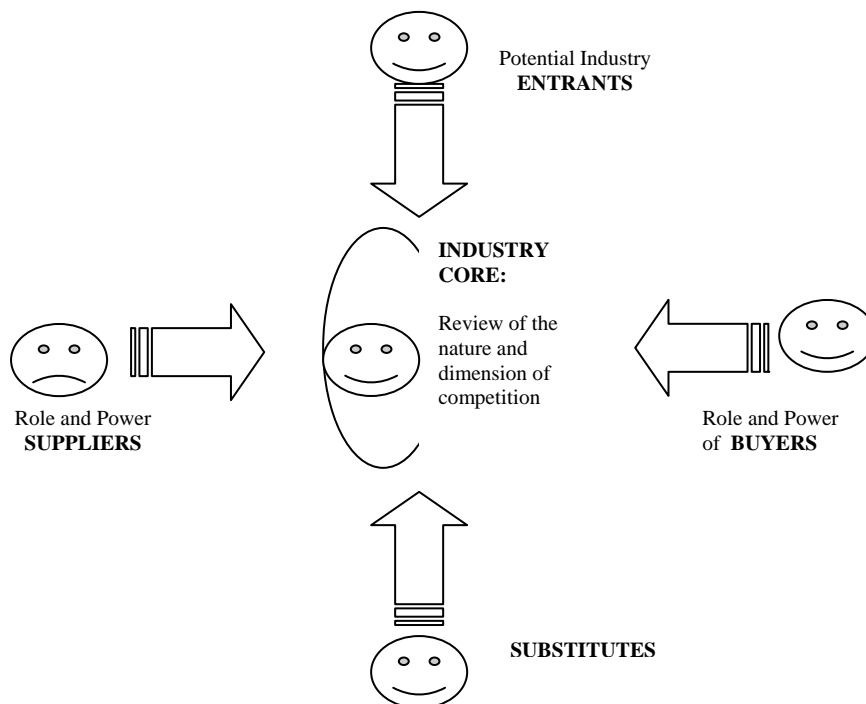 Potential Industry
ENTRANTS
INDUSTRY
CORE:
Review of the
nature and
dimension of
competition
Role and Power
SUPPLIERS
Role and Power
of BUYERS
SUBSTITUTES